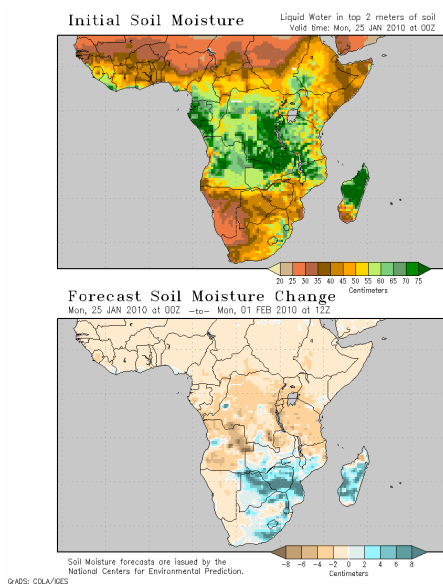 Initial Soil Moisture
Liquid Water in top 2 meters of soil
Valid time: Mon, 25 JAN 2010 at 00Z
20 25 30 35 40 45 50 55 60 65 70 75
Centimeters
Forecast Soil Moisture Change
Mon, 25 JAN 2010 at 00Z -to- Mon, 01 FEB 2010 at 12Z
-8 -6 -4 -2 0 2 4 6 8
Centimeters
Soil Moisture forecasts are issued by the
National Centers for Environmental Prediction.
GrADS: COLA/IGES